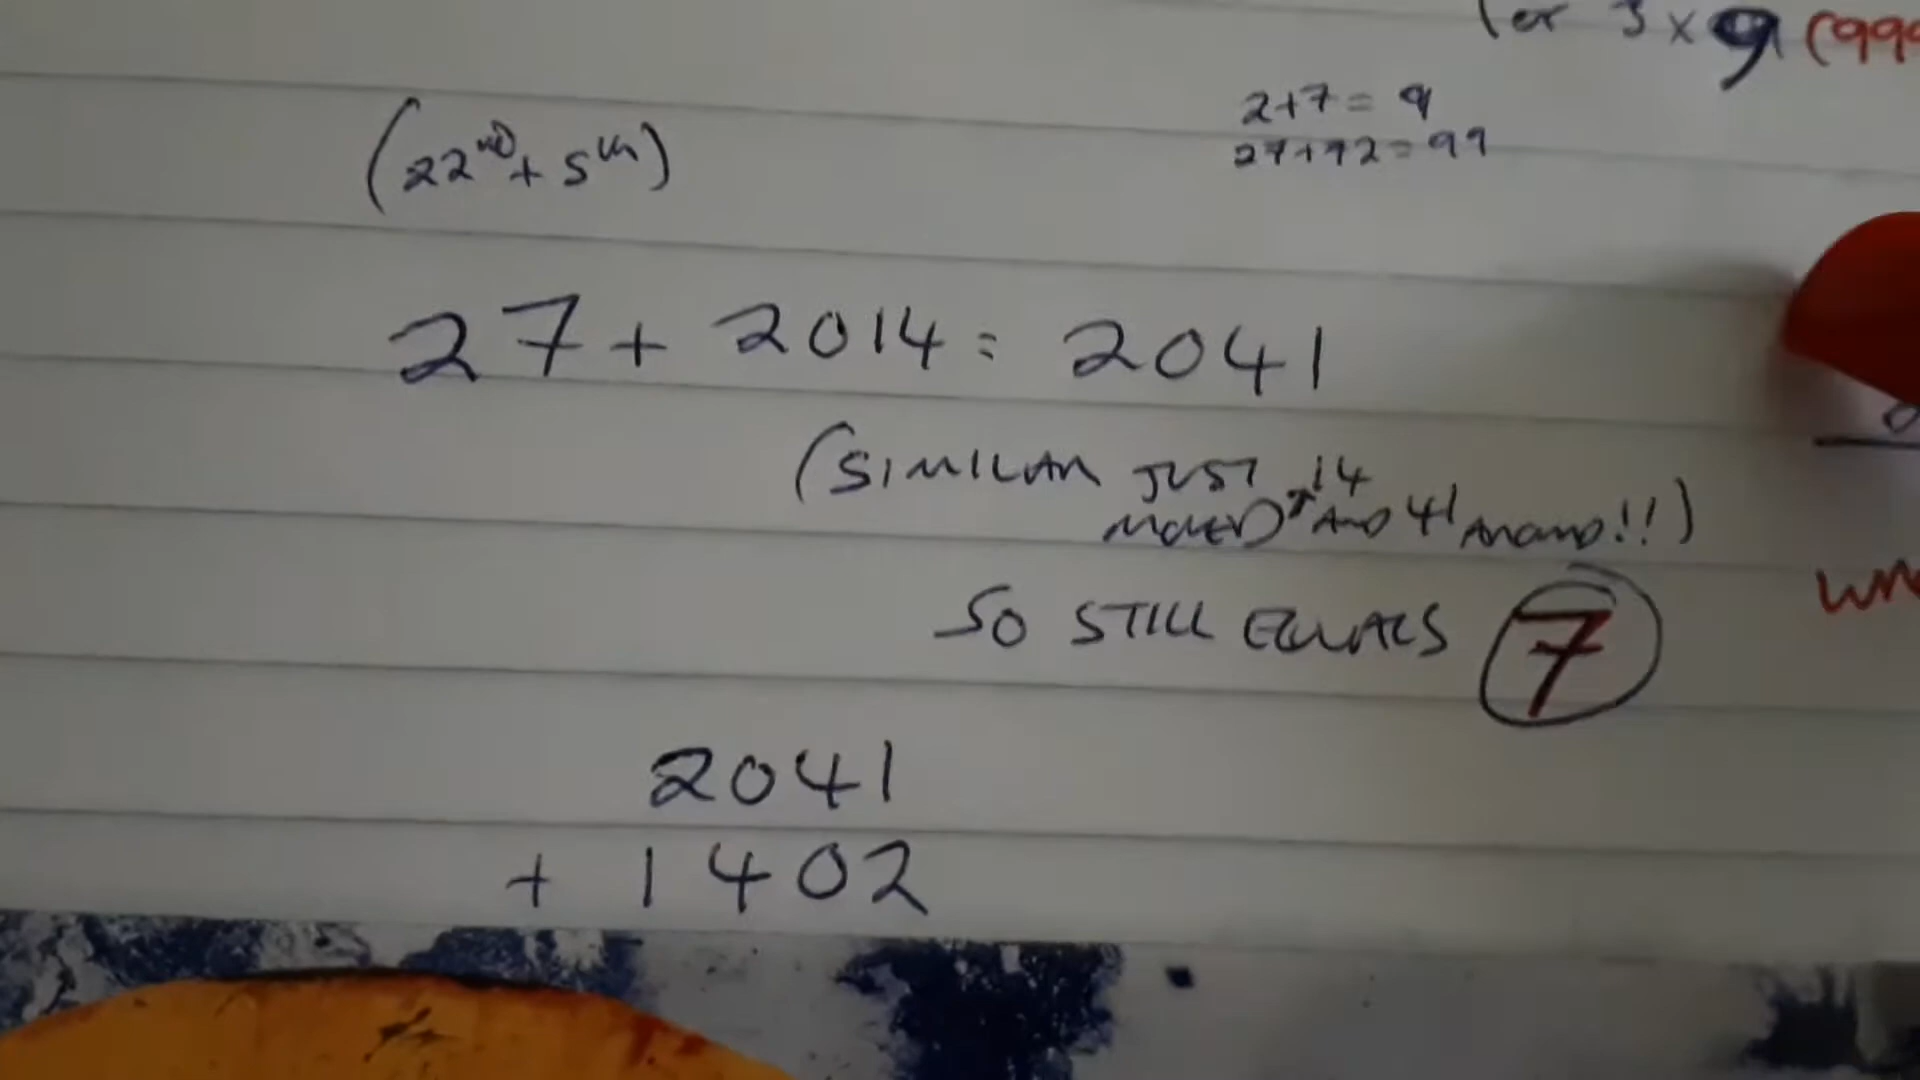 (or 3 x 9 (999
2+7 = 9
27+72 = 99
(22ND + 5th)
27 + 2014 = 2041
(SIMILAR JUST 14
MOVED AND 41 AROUND!!)
SO STILL EQUALS 7
2041
+ 1402